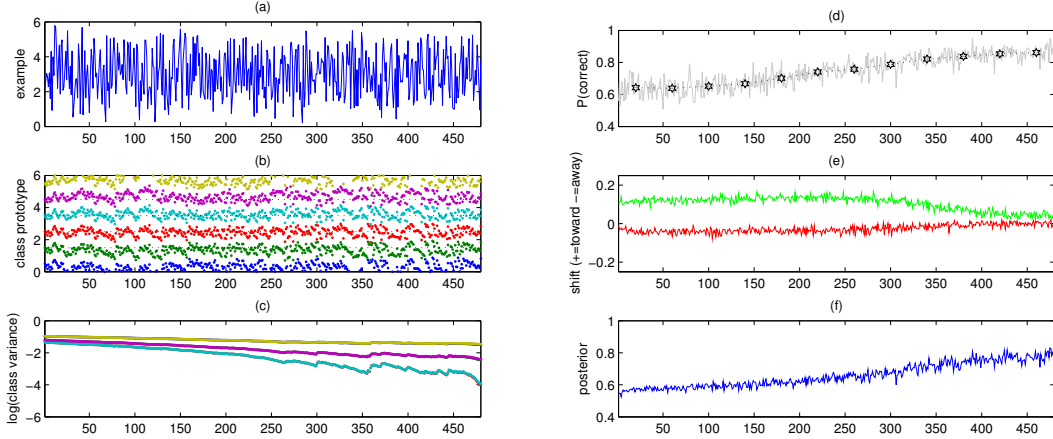 (a)
6
4
2
0
example
50 100 150 200 250 300 350 400 450
(b)
6
4
2
0
class prototype
50 100 150 200 250 300 350 400 450
(c)
0
−2
−4
−6
log(class variance)
50 100 150 200 250 300 350 400 450
(d)
1
0.8
0.6
0.4
P(correct)
50 100 150 200 250 300 350 400 450
(e)
0.2
0
−0.2
shift (+=toward −=away)
50 100 150 200 250 300 350 400 450
(f)
1
0.8
0.6
0.4
posterior
50 100 150 200 250 300 350 400 450